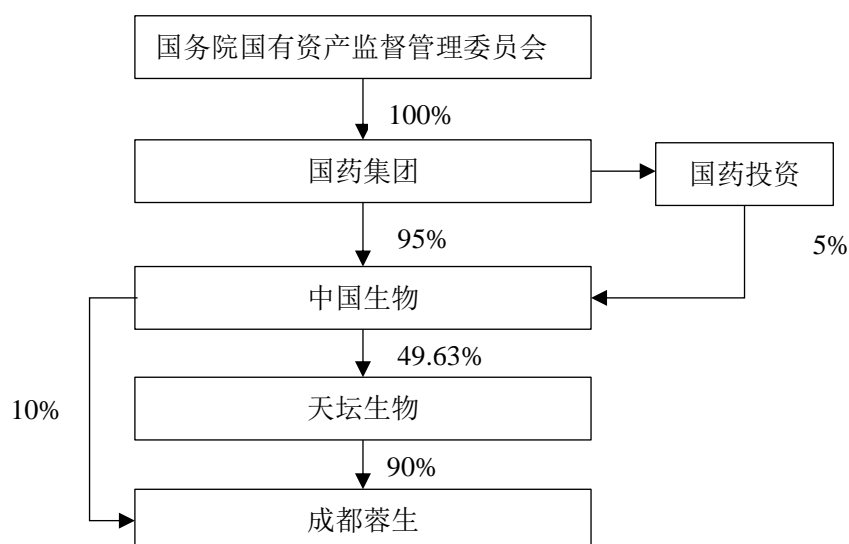 国务院国有资产监督管理委员会
100%
国药集团
国药投资
95%
5%
中国生物
49.63%
10%
天坛生物
90%
成都蓉生